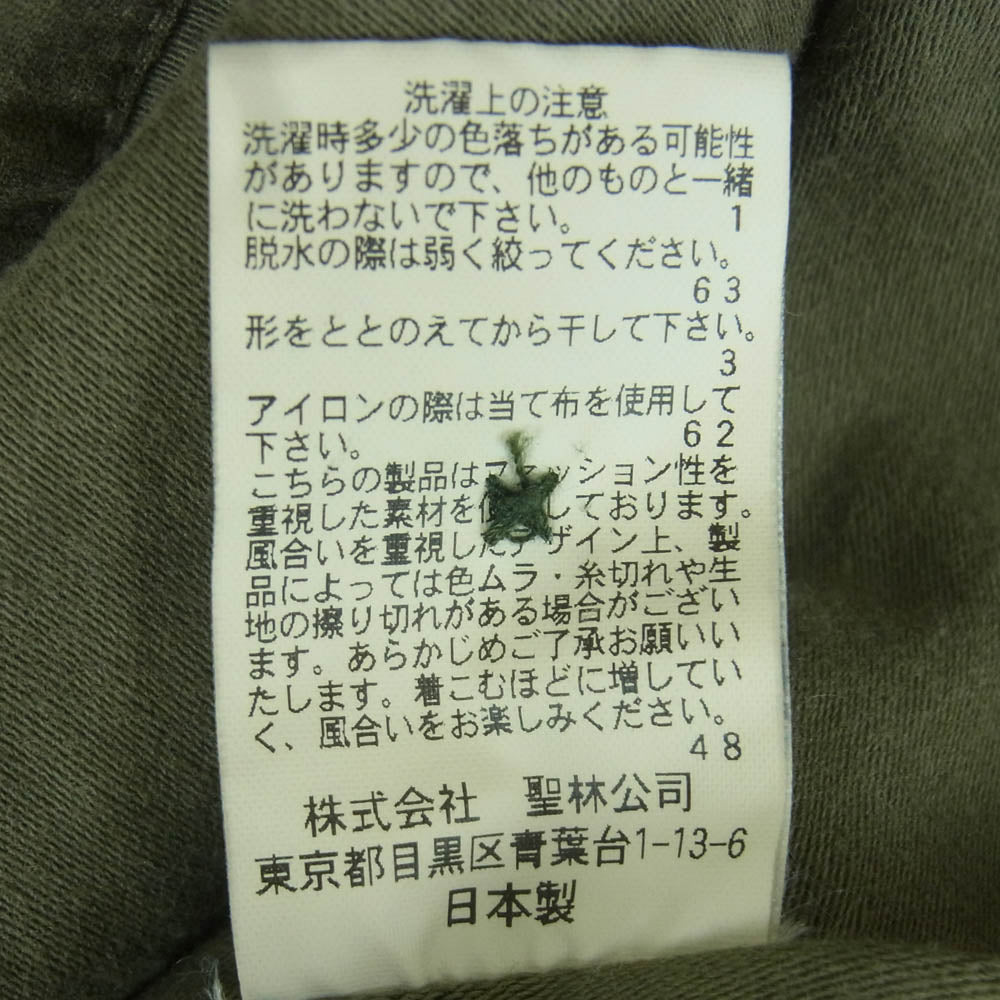 洗濯上の注意
洗濯時多少の色落ちがある可能性
がありますので、他のものと一緒
に洗わないで下さい。 1
脱水の際は弱く絞ってください。
63
形をととのえてから干して下さい。
3
アイロンの際は当て布を使用して
下さい。 62
こちらの製品はファッション性を
重視した素材を使 しております。
風合いを重視したデザイン上、製
品によっては色ムラ・糸切れや生
地の擦り切れがある場合がござい
ます。あらかじめご了承お願いい
たします。着こむほどに増してい
く、風合いをお楽しみください。
48
株式会社 聖林公司
東京都目黒区青葉台1-13-6
日本製